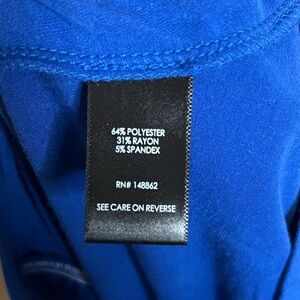 64% POLYESTER
31% RAYON
5% SPANDEX
RN# 148862
SEE CARE ON REVERSE